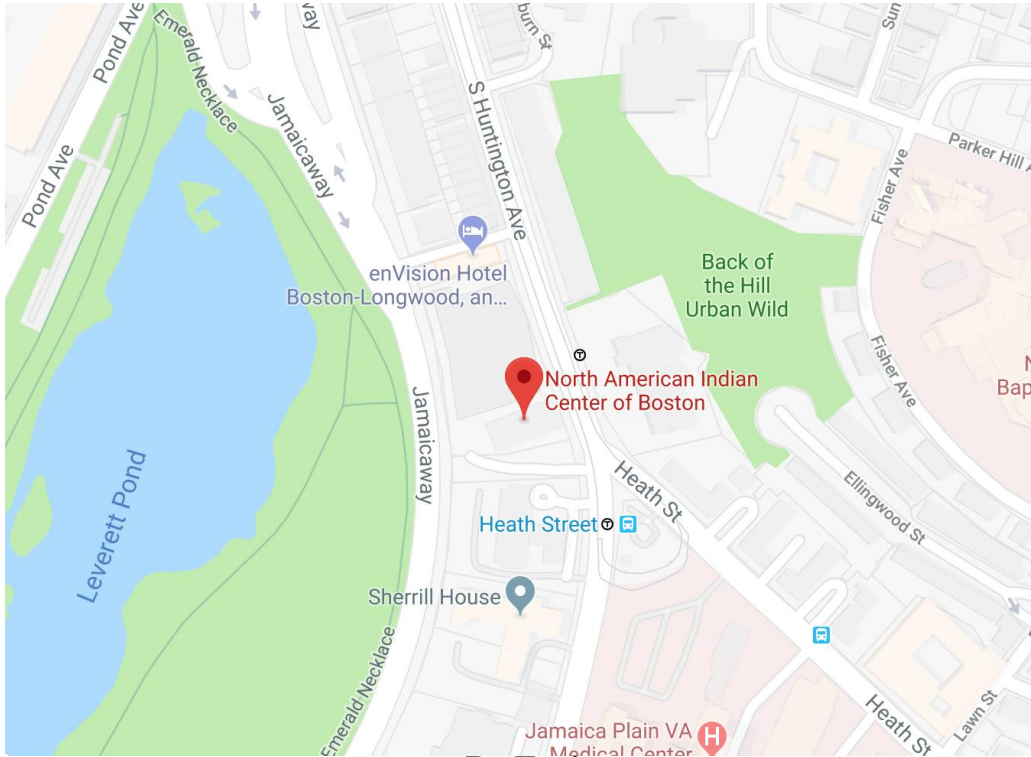 Pond Ave
Emerald Necklace
Pond Ave
Jamaicaway
S Huntington Ave
Parker Hill
Fisher Ave
enVision Hotel
Boston-Longwood, an...
Back of
the Hill
Urban Wild
North American Indian
Center of Boston
Fisher Ave
Jamaicaway
Heath St
Ellingwood St
Leverett Pond
Heath Street
Sherrill House
Emerald Necklace
Jamaica Plain VA
Medical Center
H
Heath St
Lawn St